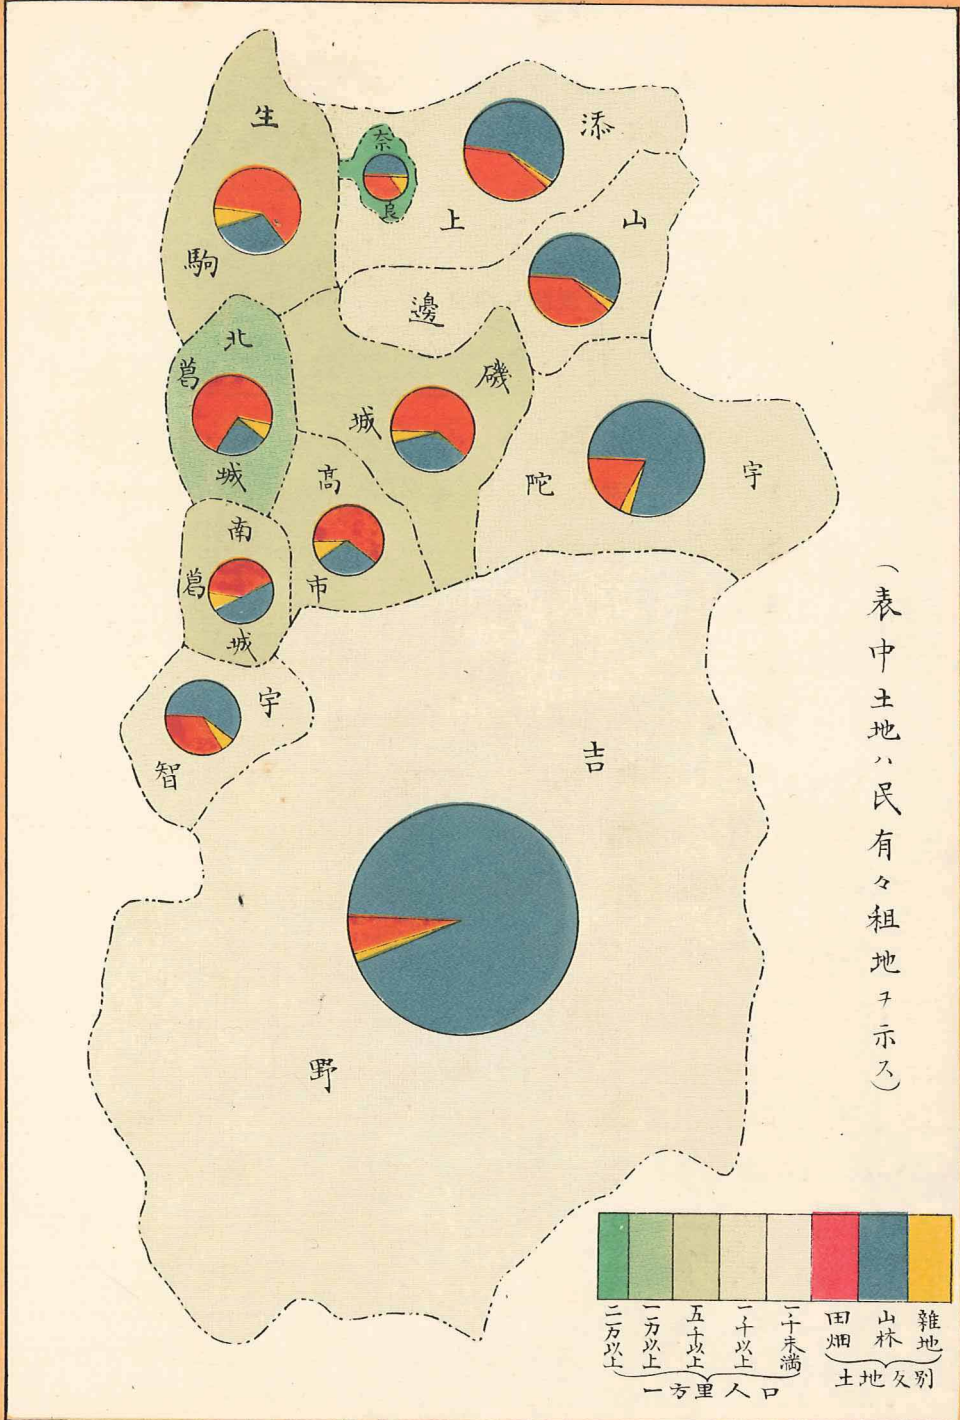 生駒
奈良
添上
山邊
北葛城
磯城
高市
宇陀
南葛城
宇智
吉野
（表中土地ハ民有々租地ヲ示ス）
二万以上
一万以上
五千以上
一千以上
一千未満
一方里人口
田畑
山林
雜地
土地反別